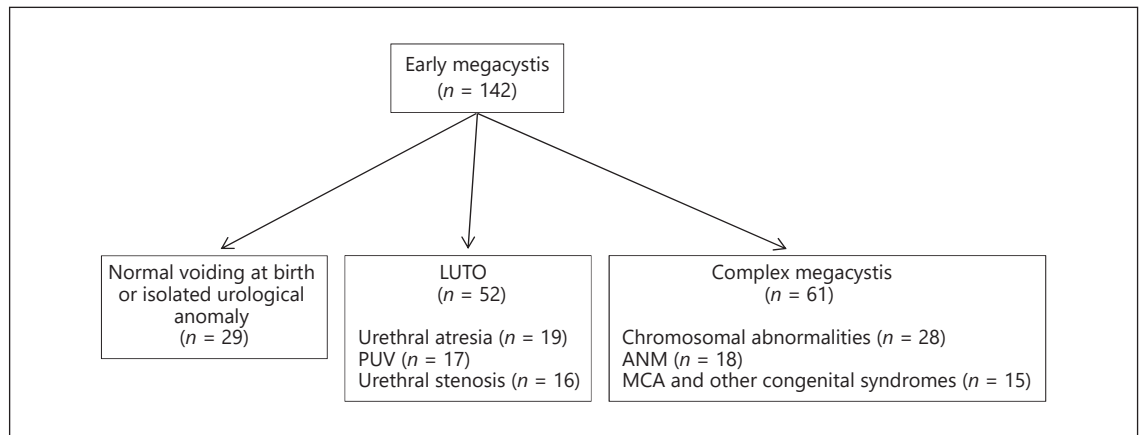 Early megacystis
(n = 142)
Normal voiding at birth
or isolated urological
anomaly
(n = 29)
LUTO
(n = 52)
Urethral atresia (n = 19)
PUV (n = 17)
Urethral stenosis (n = 16)
Complex megacystis
(n = 61)
Chromosomal abnormalities (n = 28)
ANM (n = 18)
MCA and other congenital syndromes (n = 15)